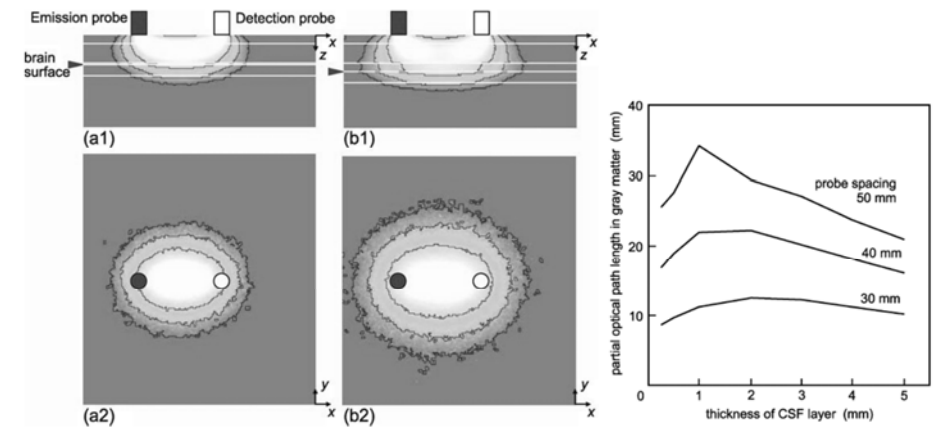 Emission probe
Detection probe
x
z
x
z
brain
surface
(a1)
(b1)
y
x
y
x
(a2)
(b2)
partial optical path length in gray matter (mm)
40
30
20
10
0
probe spacing
50 mm
40 mm
30 mm
1
2
3
4
5
thickness of CSF layer (mm)